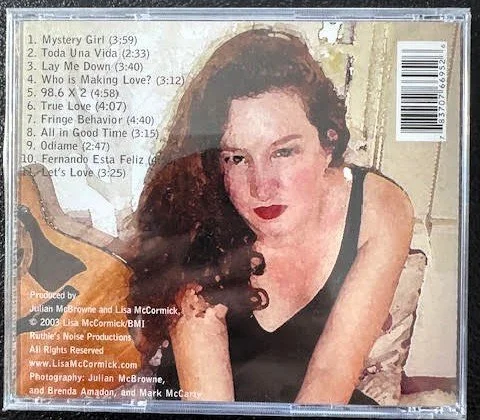 1. Mystery Girl (3:59)
2. Toda Una Vida (2:33)
3. Lay Me Down (3:40)
4. Who is Making Love? (3:12)
5. 98.6 X 2 (4:58)
6. True Love (4:07)
7. Fringe Behavior (4:40)
8. All in Good Time (3:15)
9. Odiame (2:47)
10. Fernando Esta Feliz
11. Let's Love (3:25)
7 83707 66952 6
Produced by
Julian McBrowne and Lisa McCormick,
© 2003 Lisa McCormick/BMI
Ruthie's Noise Productions
All Rights Reserved
www.LisaMcCormick.com
Photography: Julian McBrowne,
and Brenda Amadon, and Mark McCarty